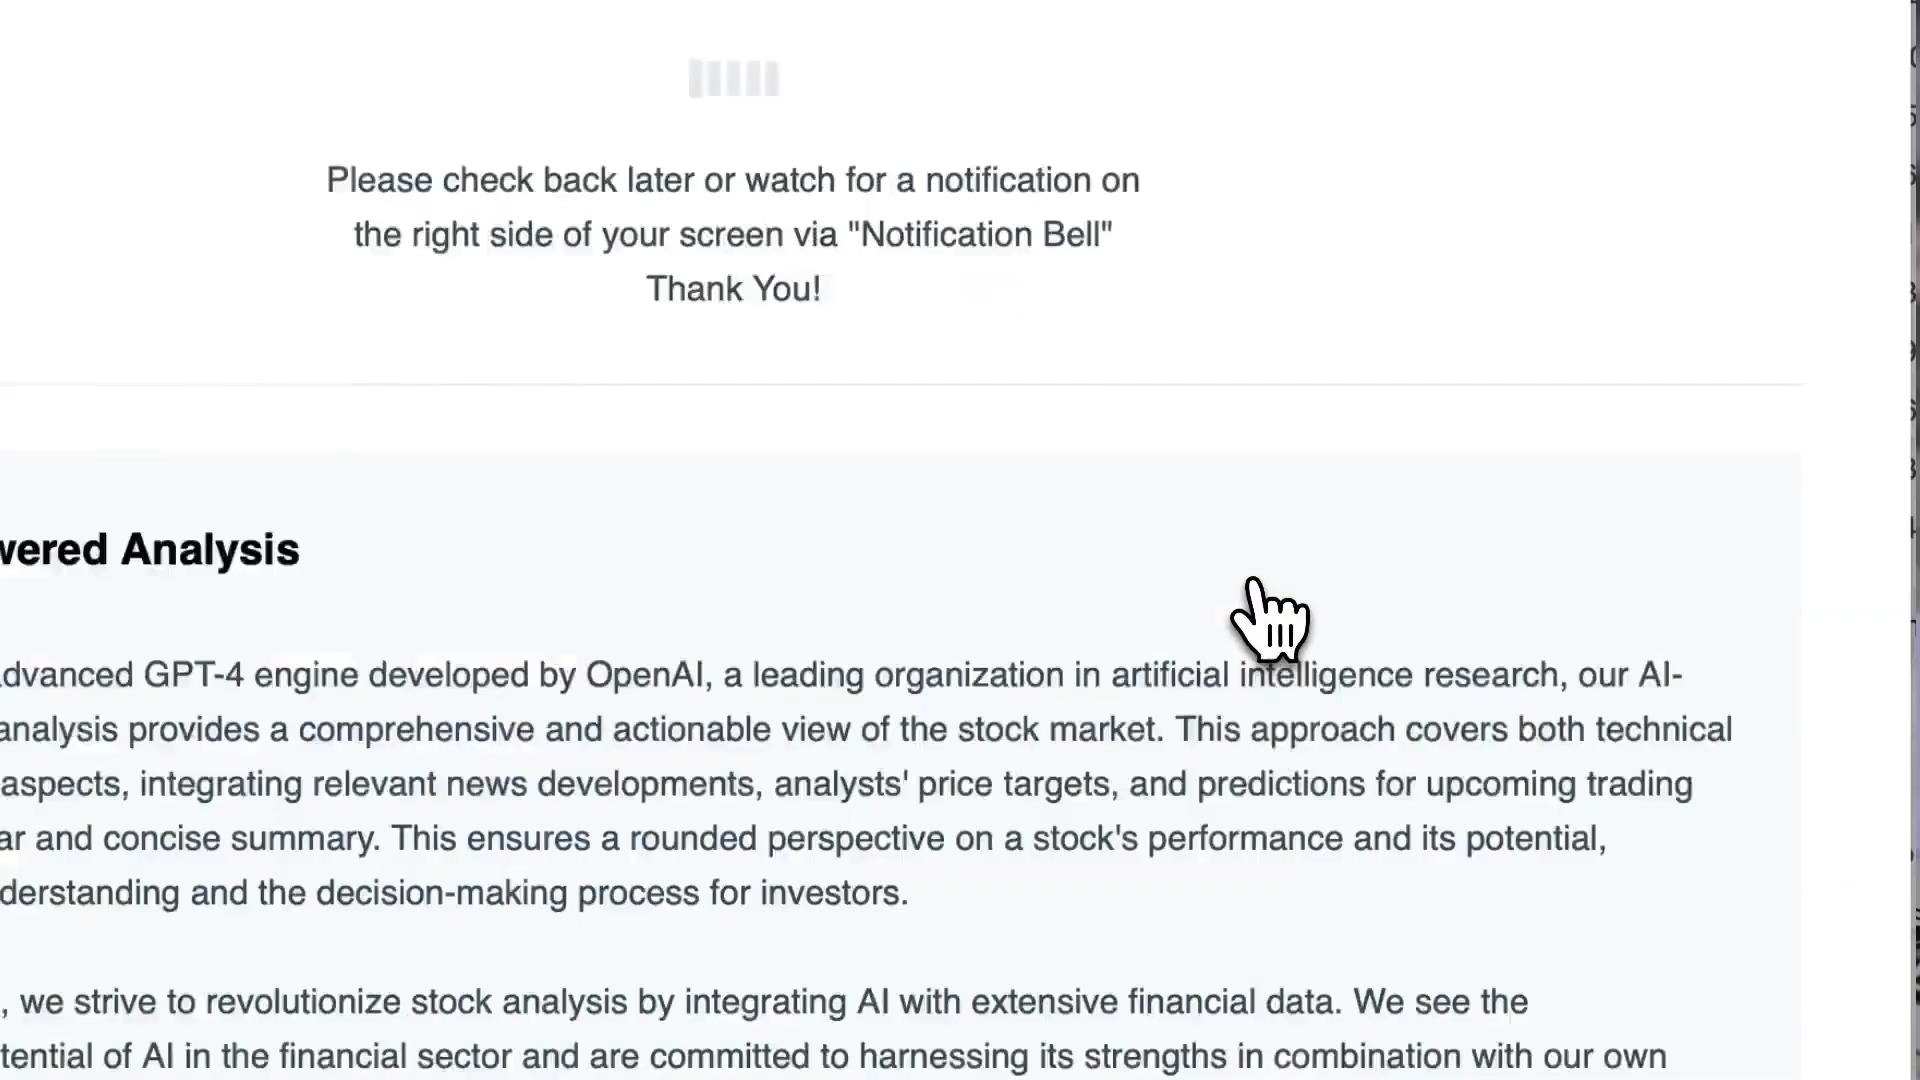 Please check back later or watch for a notification on
the right side of your screen via "Notification Bell"
Thank You!
wered Analysis
dvanced GPT-4 engine developed by OpenAI, a leading organization in artificial intelligence research, our AI-
analysis provides a comprehensive and actionable view of the stock market. This approach covers both technical
aspects, integrating relevant news developments, analysts' price targets, and predictions for upcoming trading
ar and concise summary. This ensures a rounded perspective on a stock's performance and its potential,
derstanding and the decision-making process for investors.
, we strive to revolutionize stock analysis by integrating AI with extensive financial data. We see the
tential of AI in the financial sector and are committed to harnessing its strengths in combination with our own